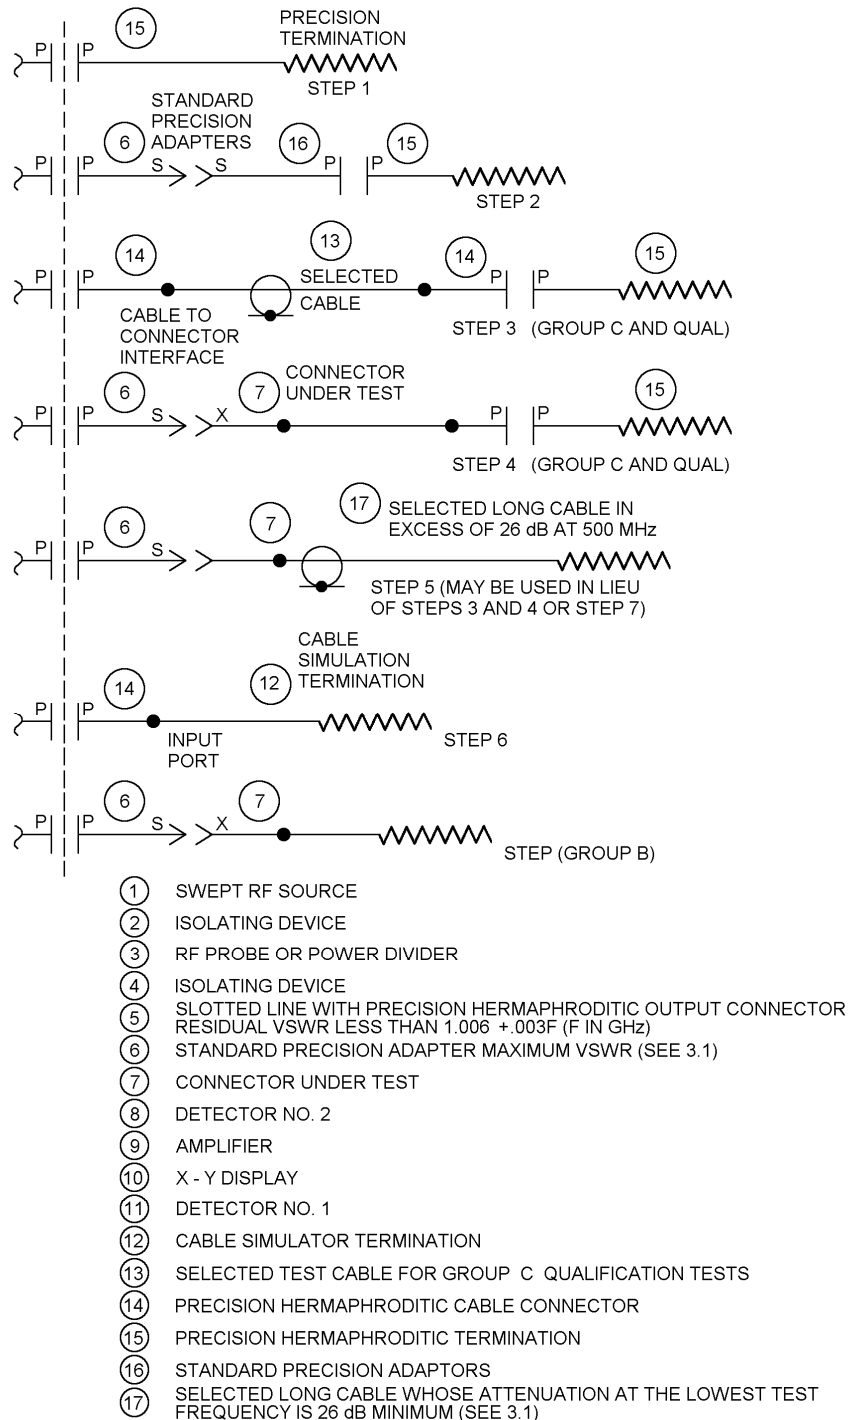 15 PRECISION
TERMINATION
P P
STEP 1
STANDARD
PRECISION
ADAPTERS
6 16 15
P P S S P P
STEP 2
13
14 SELECTED 14 15
P P P P
CABLE
CABLE TO
CONNECTOR
INTERFACE
STEP 3 (GROUP C AND QUAL)
CONNECTOR
UNDER TEST
6 7 15
P P S X P P
STEP 4 (GROUP C AND QUAL)
17 SELECTED LONG CABLE IN
EXCESS OF 26 dB AT 500 MHz
6 7
P P S
STEP 5 (MAY BE USED IN LIEU
OF STEPS 3 AND 4 OR STEP 7)
CABLE
SIMULATION
TERMINATION
14 12
P P
INPUT
PORT
STEP 6
6 7
P P S X
STEP (GROUP B)
1 SWEPT RF SOURCE
2 ISOLATING DEVICE
3 RF PROBE OR POWER DIVIDER
4 ISOLATING DEVICE
5 SLOTTED LINE WITH PRECISION HERMAPHRODITIC OUTPUT CONNECTOR
RESIDUAL VSWR LESS THAN 1.006 +.003F (F IN GHz)
6 STANDARD PRECISION ADAPTER MAXIMUM VSWR (SEE 3.1)
7 CONNECTOR UNDER TEST
8 DETECTOR NO. 2
9 AMPLIFIER
10 X - Y DISPLAY
11 DETECTOR NO. 1
12 CABLE SIMULATOR TERMINATION
13 SELECTED TEST CABLE FOR GROUP C QUALIFICATION TESTS
14 PRECISION HERMAPHRODITIC CABLE CONNECTOR
15 PRECISION HERMAPHRODITIC TERMINATION
16 STANDARD PRECISION ADAPTORS
17 SELECTED LONG CABLE WHOSE ATTENUATION AT THE LOWEST TEST
FREQUENCY IS 26 dB MINIMUM (SEE 3.1)